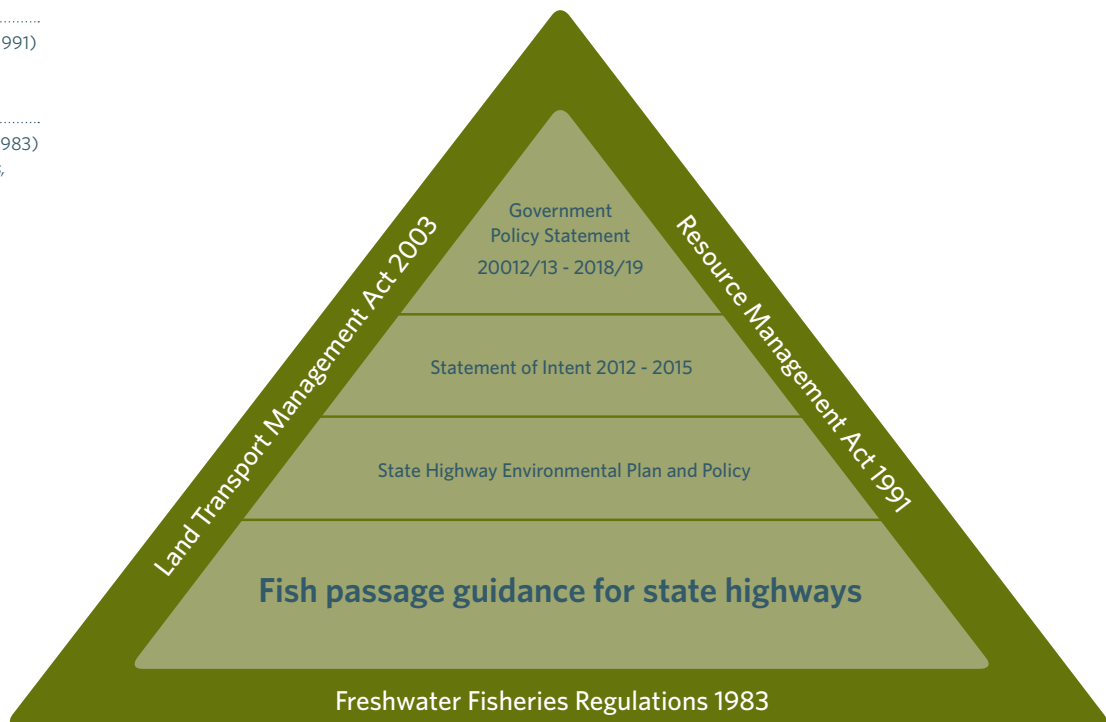 991)
983)
Government
Policy Statement
20012/13 - 2018/19
Land Transport Management Act 2003
Resource Management Act 1991
Statement of Intent 2012 - 2015
State Highway Environmental Plan and Policy
Fish passage guidance for state highways
Freshwater Fisheries Regulations 1983